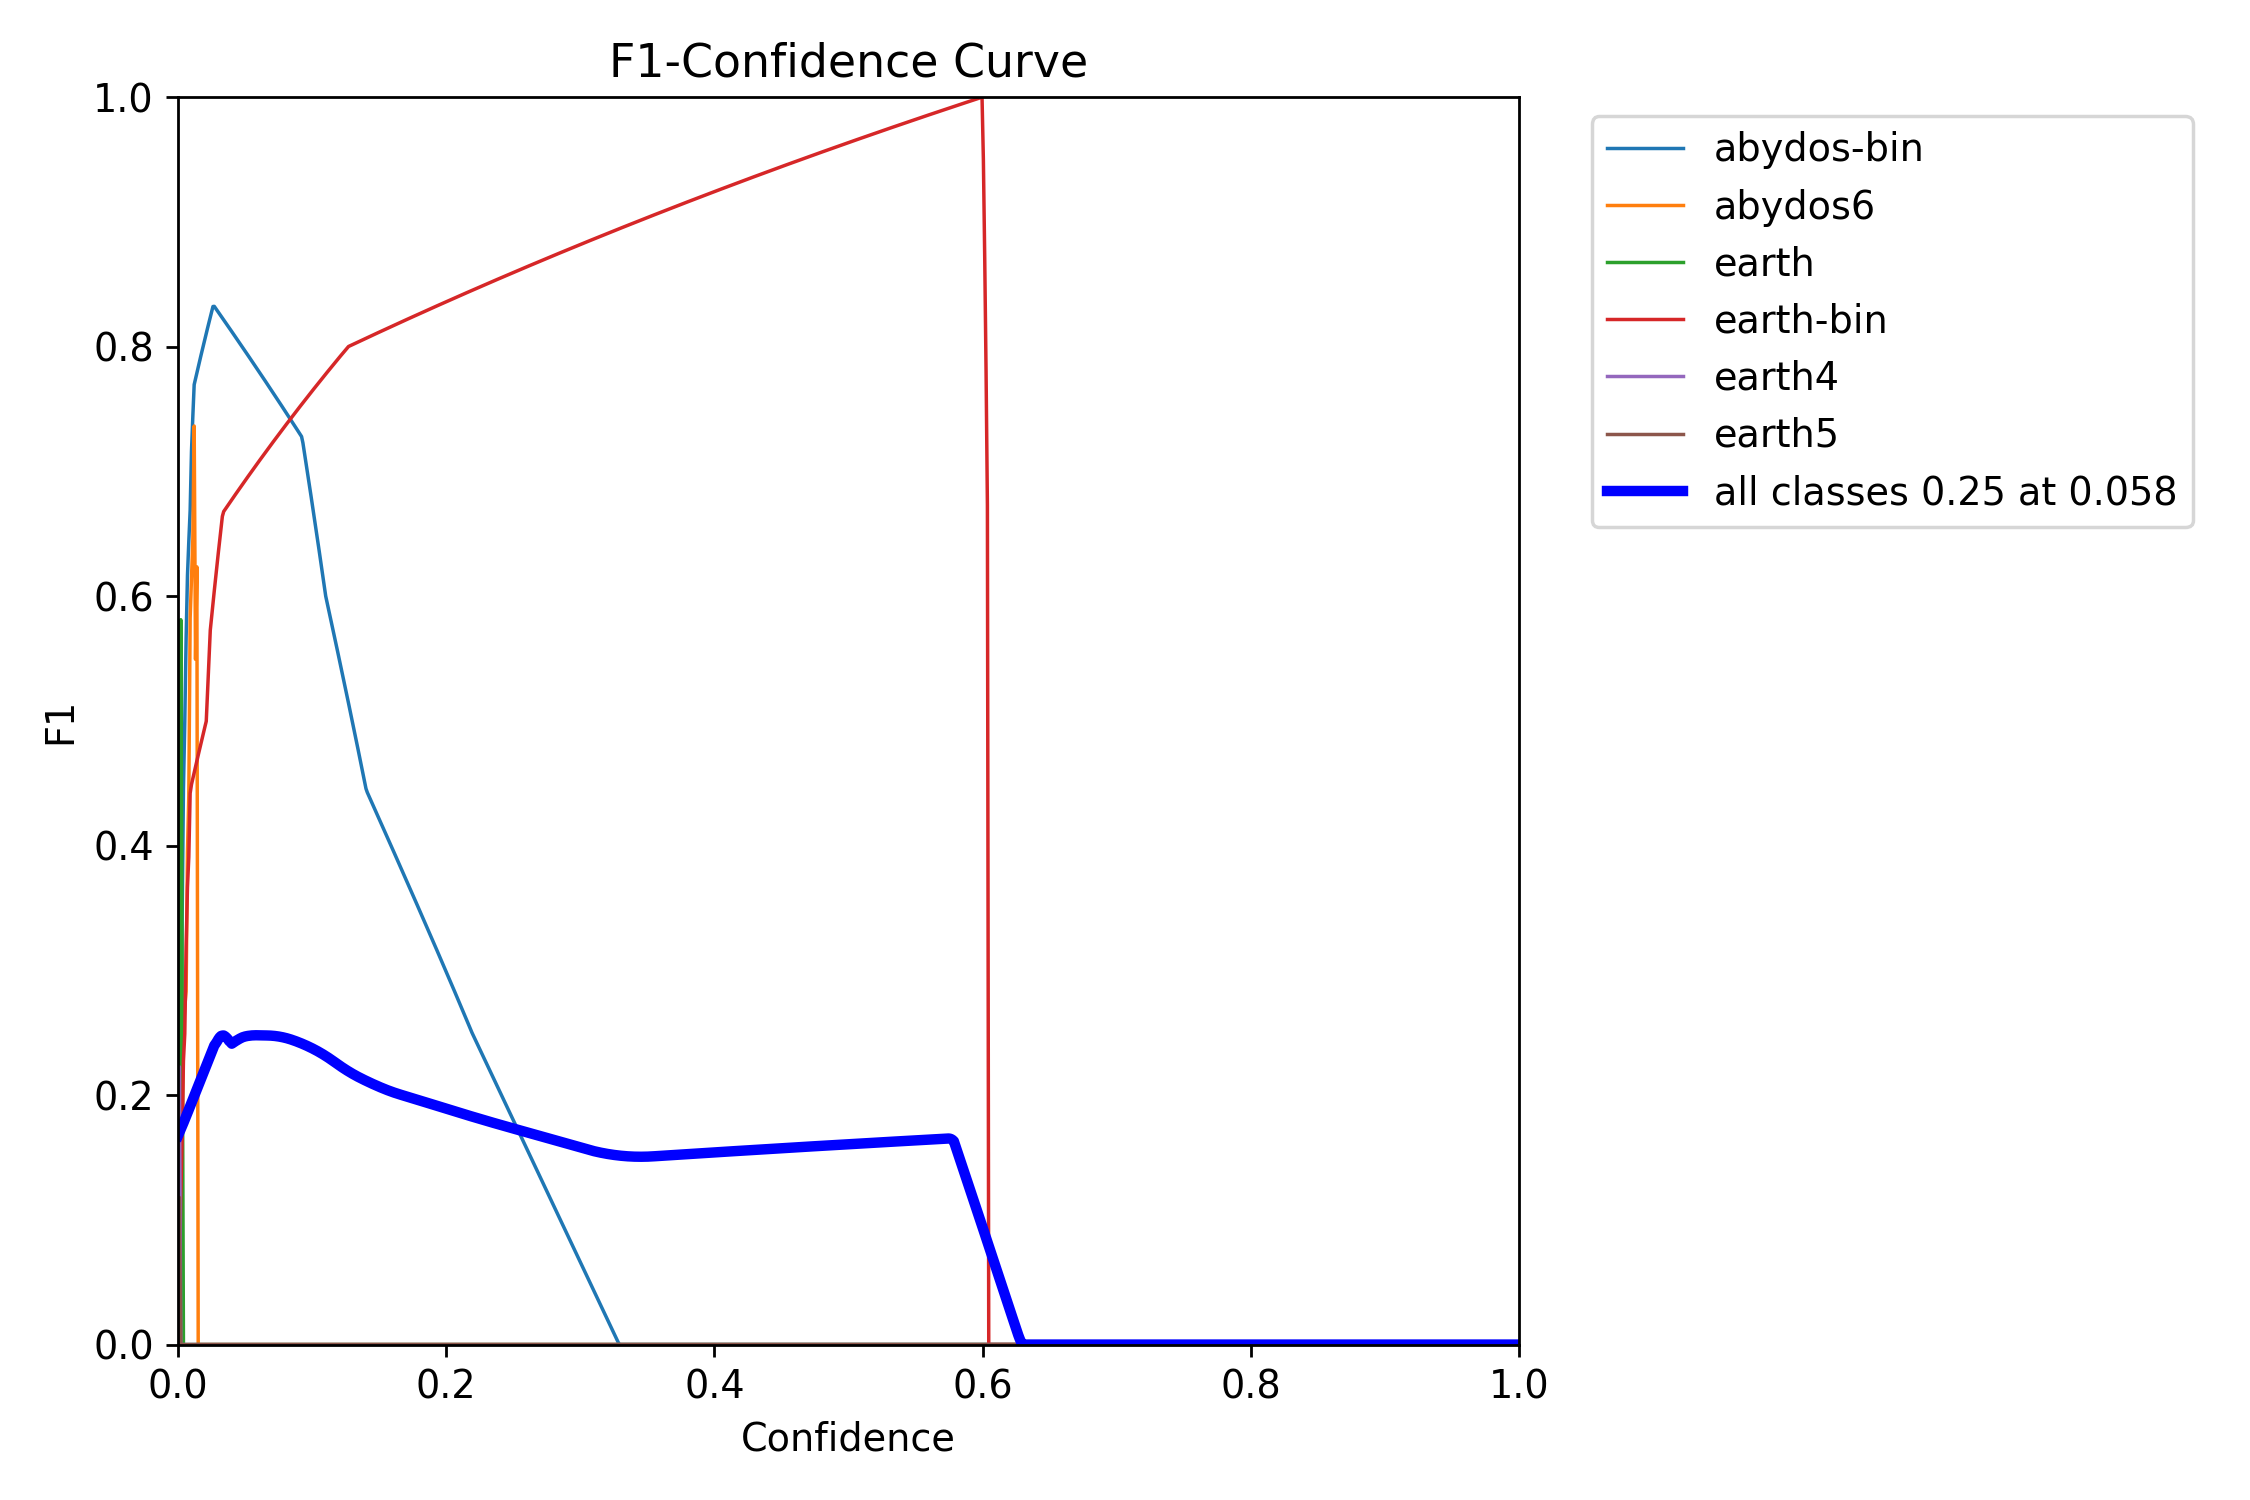 F1-Confidence Curve
1.0
0.8
0.6
0.4
0.2
0.0
F1
0.0 0.2 0.4 0.6 0.8 1.0
Confidence
abydos-bin
abydos6
earth
earth-bin
earth4
earth5
all classes 0.25 at 0.058